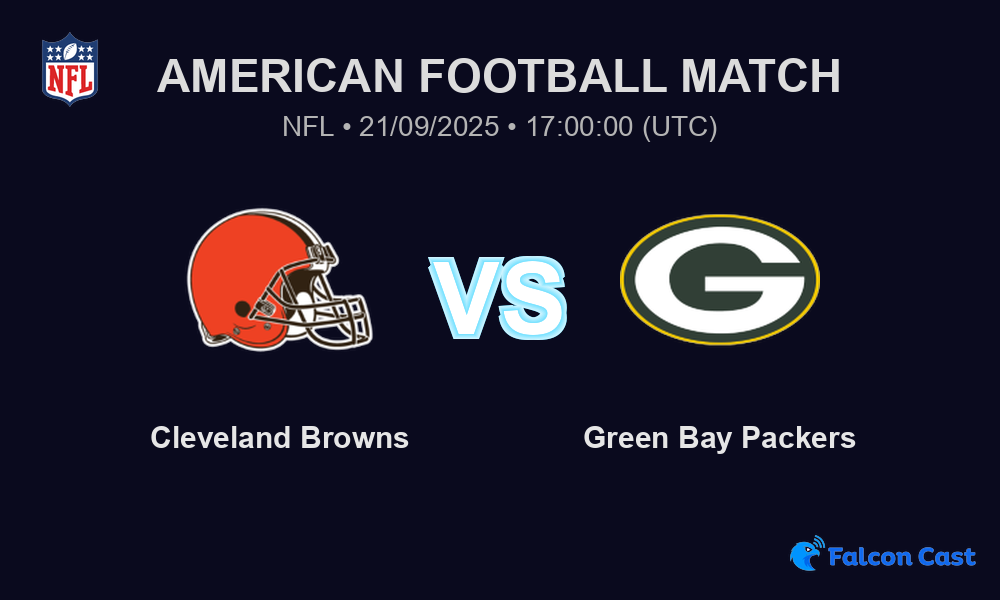 NFL
AMERICAN FOOTBALL MATCH
NFL • 21/09/2025 • 17:00:00 (UTC)
VS
G
Cleveland Browns
Green Bay Packers
Falcon Cast